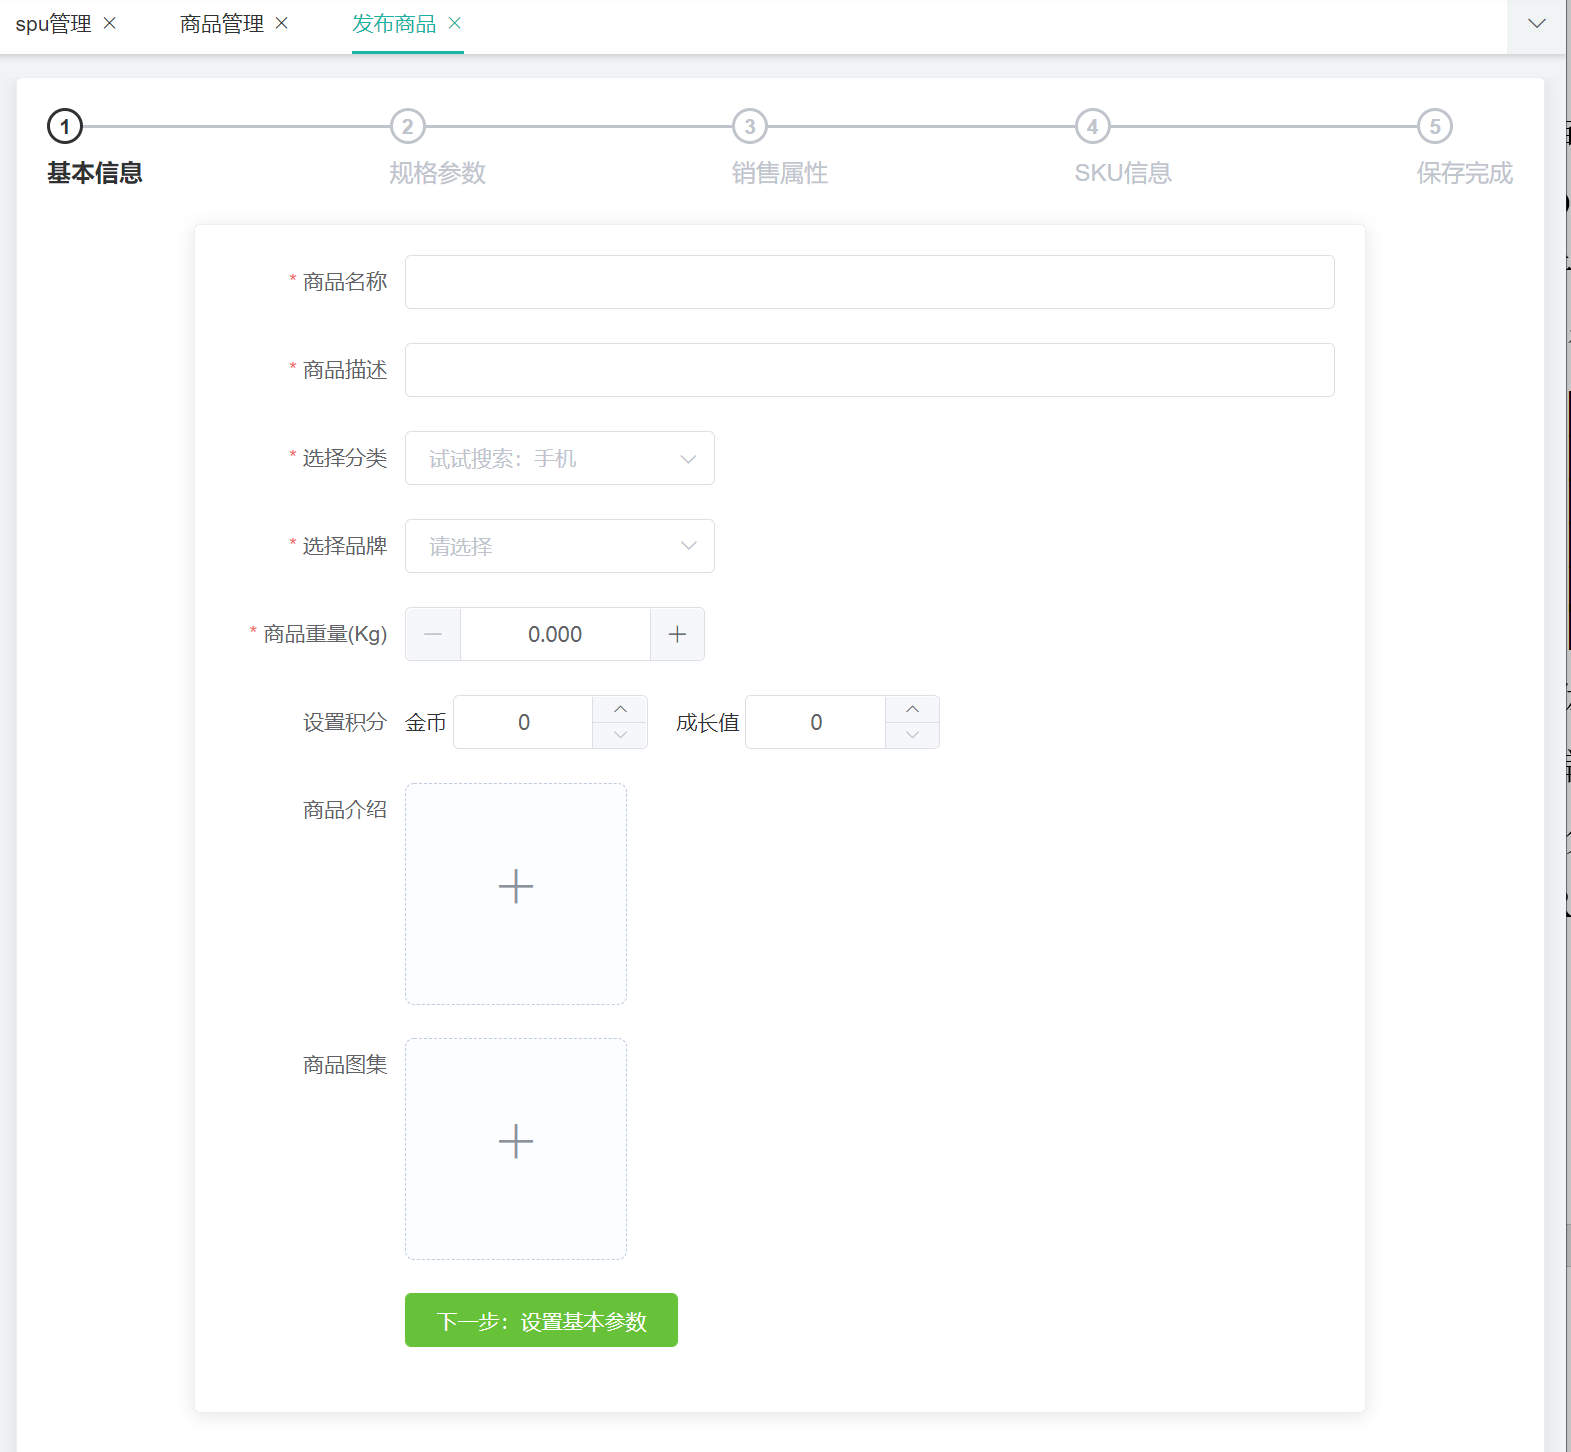 spu管理 商品管理 发布商品
1 2 3 4 5
基本信息 规格参数 销售属性 SKU信息 保存完成
* 商品名称
* 商品描述
* 选择分类 试试搜索：手机
* 选择品牌 请选择
* 商品重量(Kg) 0.000
设置积分 金币 0 成长值 0
商品介绍
商品图集
下一步：设置基本参数